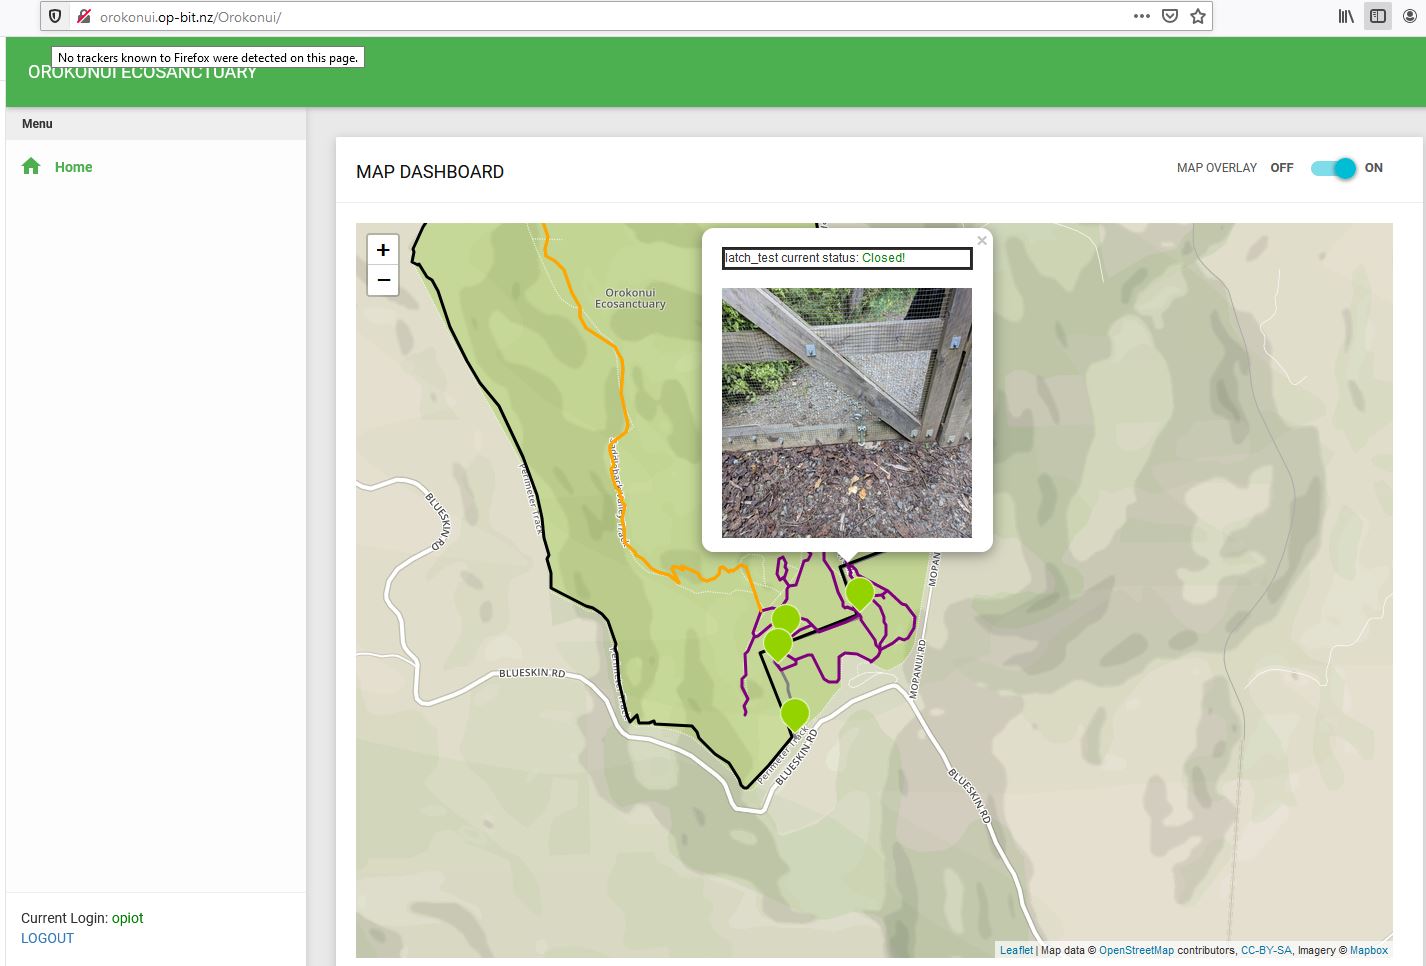 orokonui.op-bit.nz/Orokonui/
No trackers known to Firefox were detected on this page.
OROKONUI ECOSANCTUARY
Menu
Home
MAP DASHBOARD
MAP OVERLAY OFF ON
+
−
latch_test current status: Closed!
×
Orokonui
Ecosanctuary
Saddleback Valley Track
Perimeter Track
BLUESKIN RD
BLUESKIN RD
Perimeter Track
MOPANUI
MOPANUI RD
Perimeter Track
BLUESKIN RD
BLUESKIN RD
Current Login: opiot
LOGOUT
Leaflet | Map data © OpenStreetMap contributors, CC-BY-SA, Imagery © Mapbox